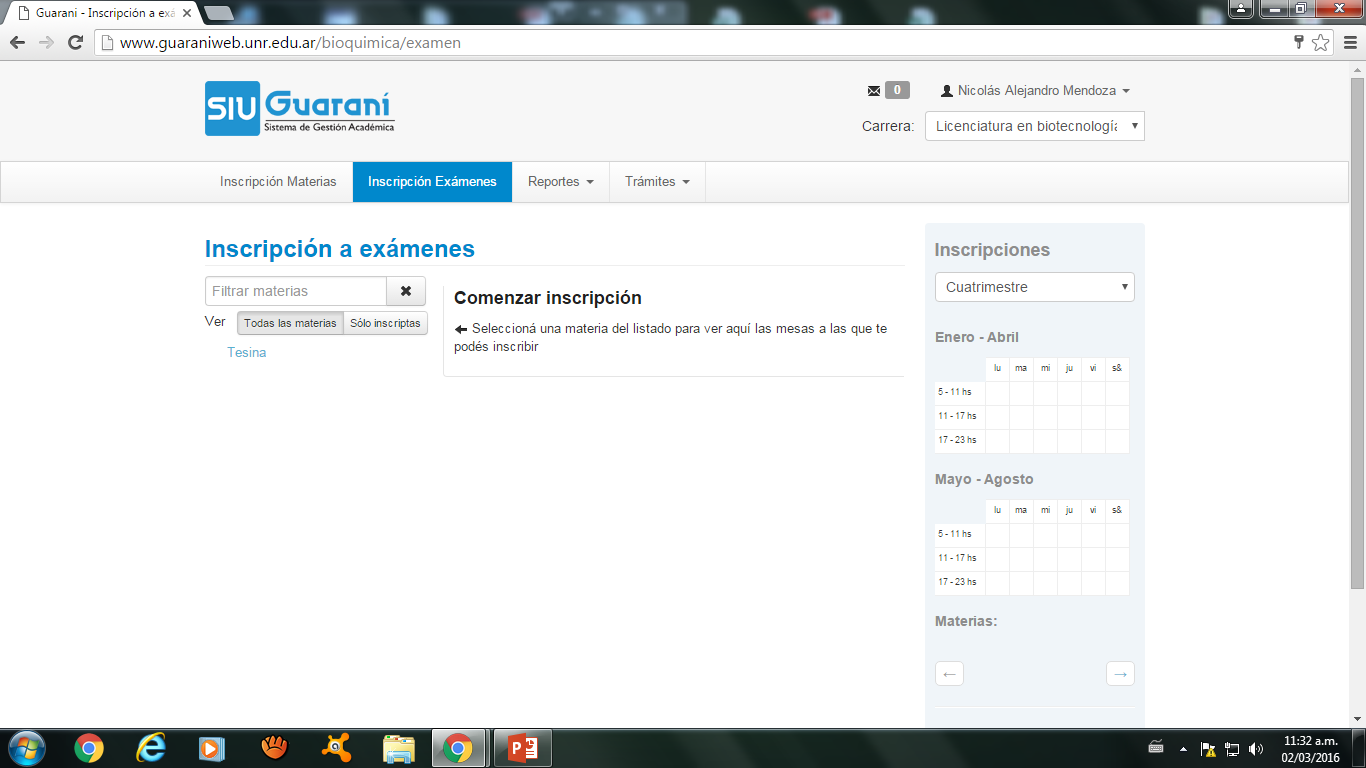 Guarani - Inscripción a exá
www.guaraniweb.unr.edu.ar/bioquimica/examen
SIU Guaraní
Sistema de Gestión Académica
0
Nicolás Alejandro Mendoza
Carrera:
Licenciatura en biotecnología
Inscripción Materias
Inscripción Exámenes
Reportes
Trámites
Inscripción a exámenes
Filtrar materias
Ver
Todas las materias
Sólo inscriptas
Tesina
Comenzar inscripción
Seleccioná una materia del listado para ver aquí las mesas a las que te
podés inscribir
Inscripciones
Cuatrimestre
Enero - Abril
lu ma mi ju vi s&
5 - 11 hs
11 - 17 hs
17 - 23 hs
Mayo - Agosto
lu ma mi ju vi s&
5 - 11 hs
11 - 17 hs
17 - 23 hs
Materias:
← →
11:32 a.m.
02/03/2016